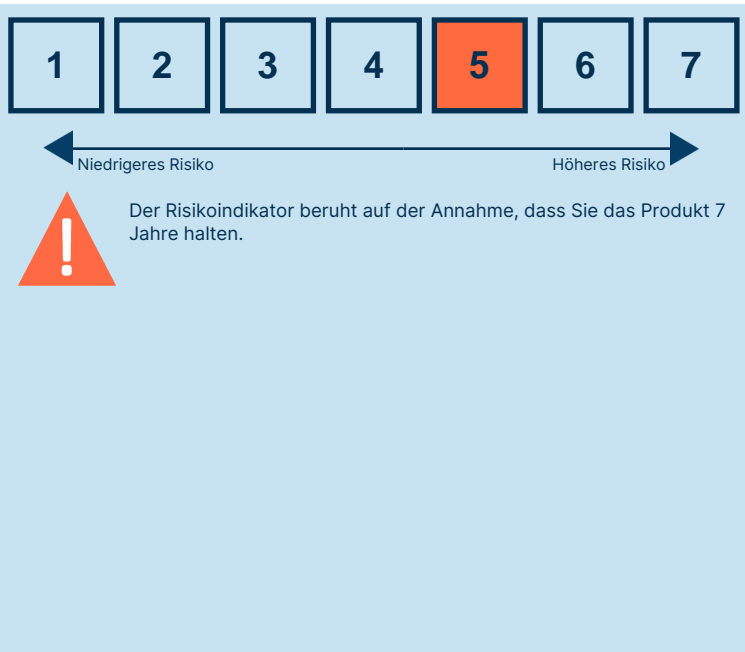 1 2 3 4 5 6 7
Niedrigeres Risiko Höheres Risiko
!
Der Risikoindikator beruht auf der Annahme, dass Sie das Produkt 7
Jahre halten.